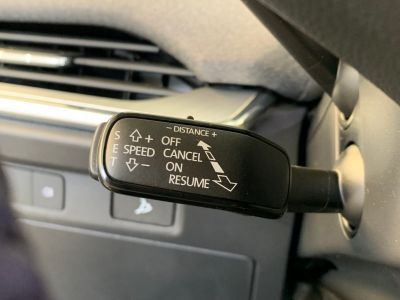 − DISTANCE +
SET
+ OFF
SPEED CANCEL
− ON
RESUME